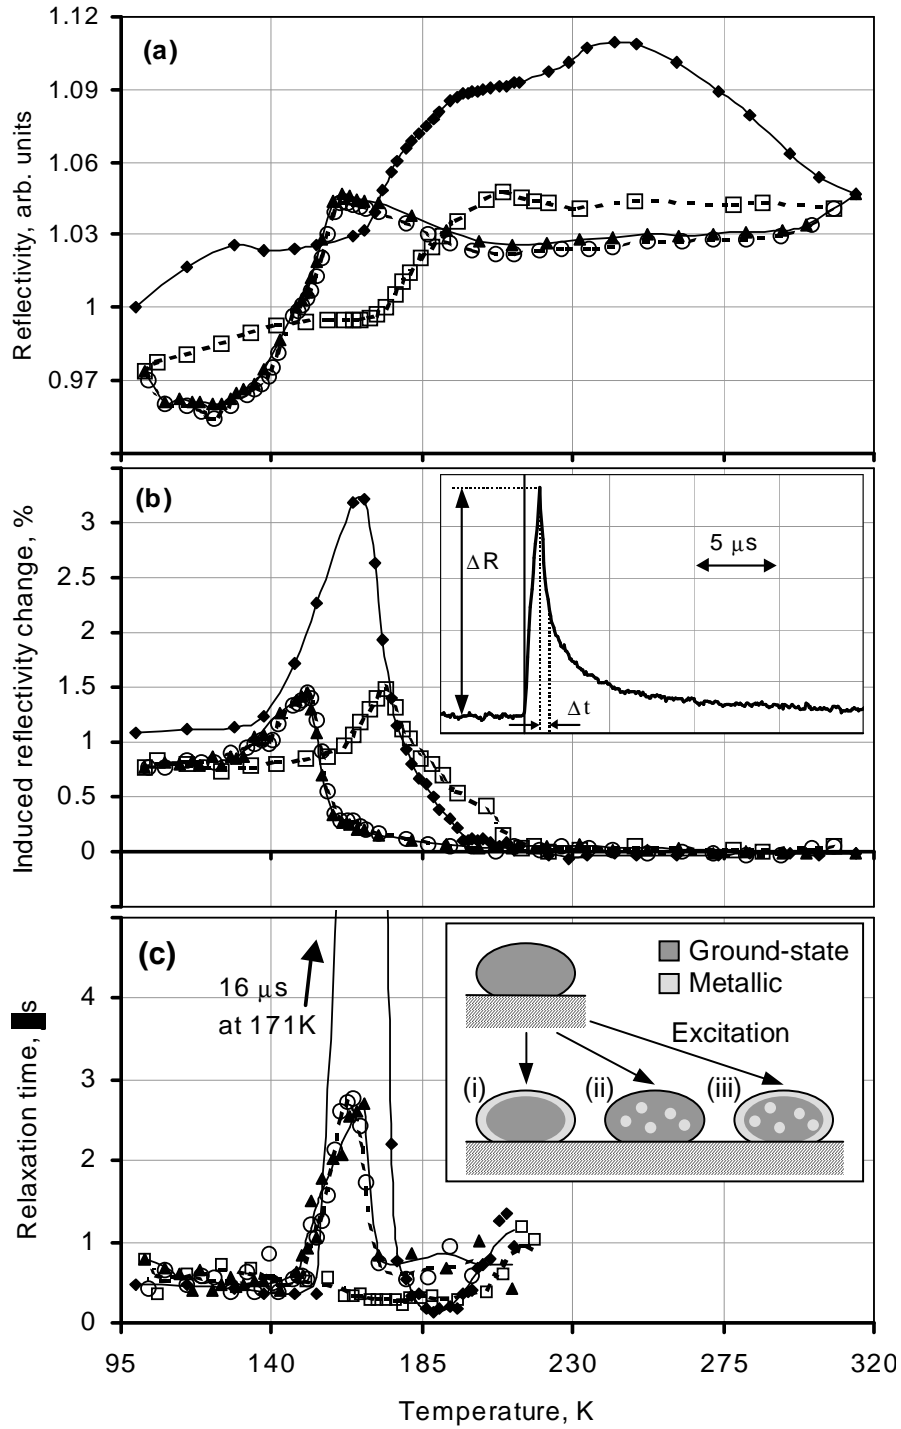 1.12
(a)
1.09
1.06
1.03
1
0.97
Reflectivity, arb. units
(b)
3
2.5
2
1.5
1
0.5
0
Induced reflectivity change, %
ΔR
5 μs
Δt
(c)
16 μs
at 171K
4
3
2
1
0
Relaxation time, s
Ground-state
Metallic
Excitation
(i) (ii) (iii)
95 140 185 230 275 320
Temperature, K